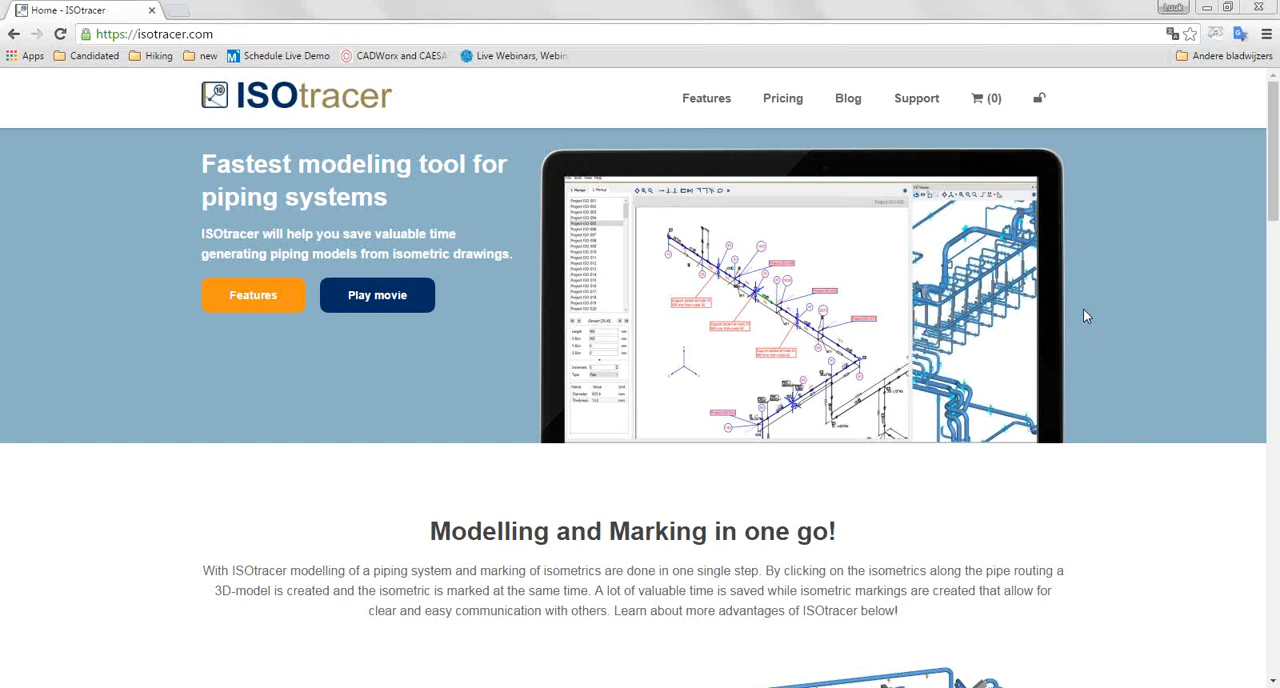 Home - ISOtracer
Luuk
https://isotracer.com
Apps Candidated Hiking new Schedule Live Demo CADWorx and CAESA Live Webinars, Webin Andere bladwijzers
ISOtracer
Features Pricing Blog Support (0)
Fastest modeling tool for
piping systems
ISOtracer will help you save valuable time
generating piping models from isometric drawings.
Features Play movie
Modelling and Marking in one go!
With ISOtracer modelling of a piping system and marking of isometrics are done in one single step. By clicking on the isometrics along the pipe routing a
3D-model is created and the isometric is marked at the same time. A lot of valuable time is saved while isometric markings are created that allow for
clear and easy communication with others. Learn about more advantages of ISOtracer below!